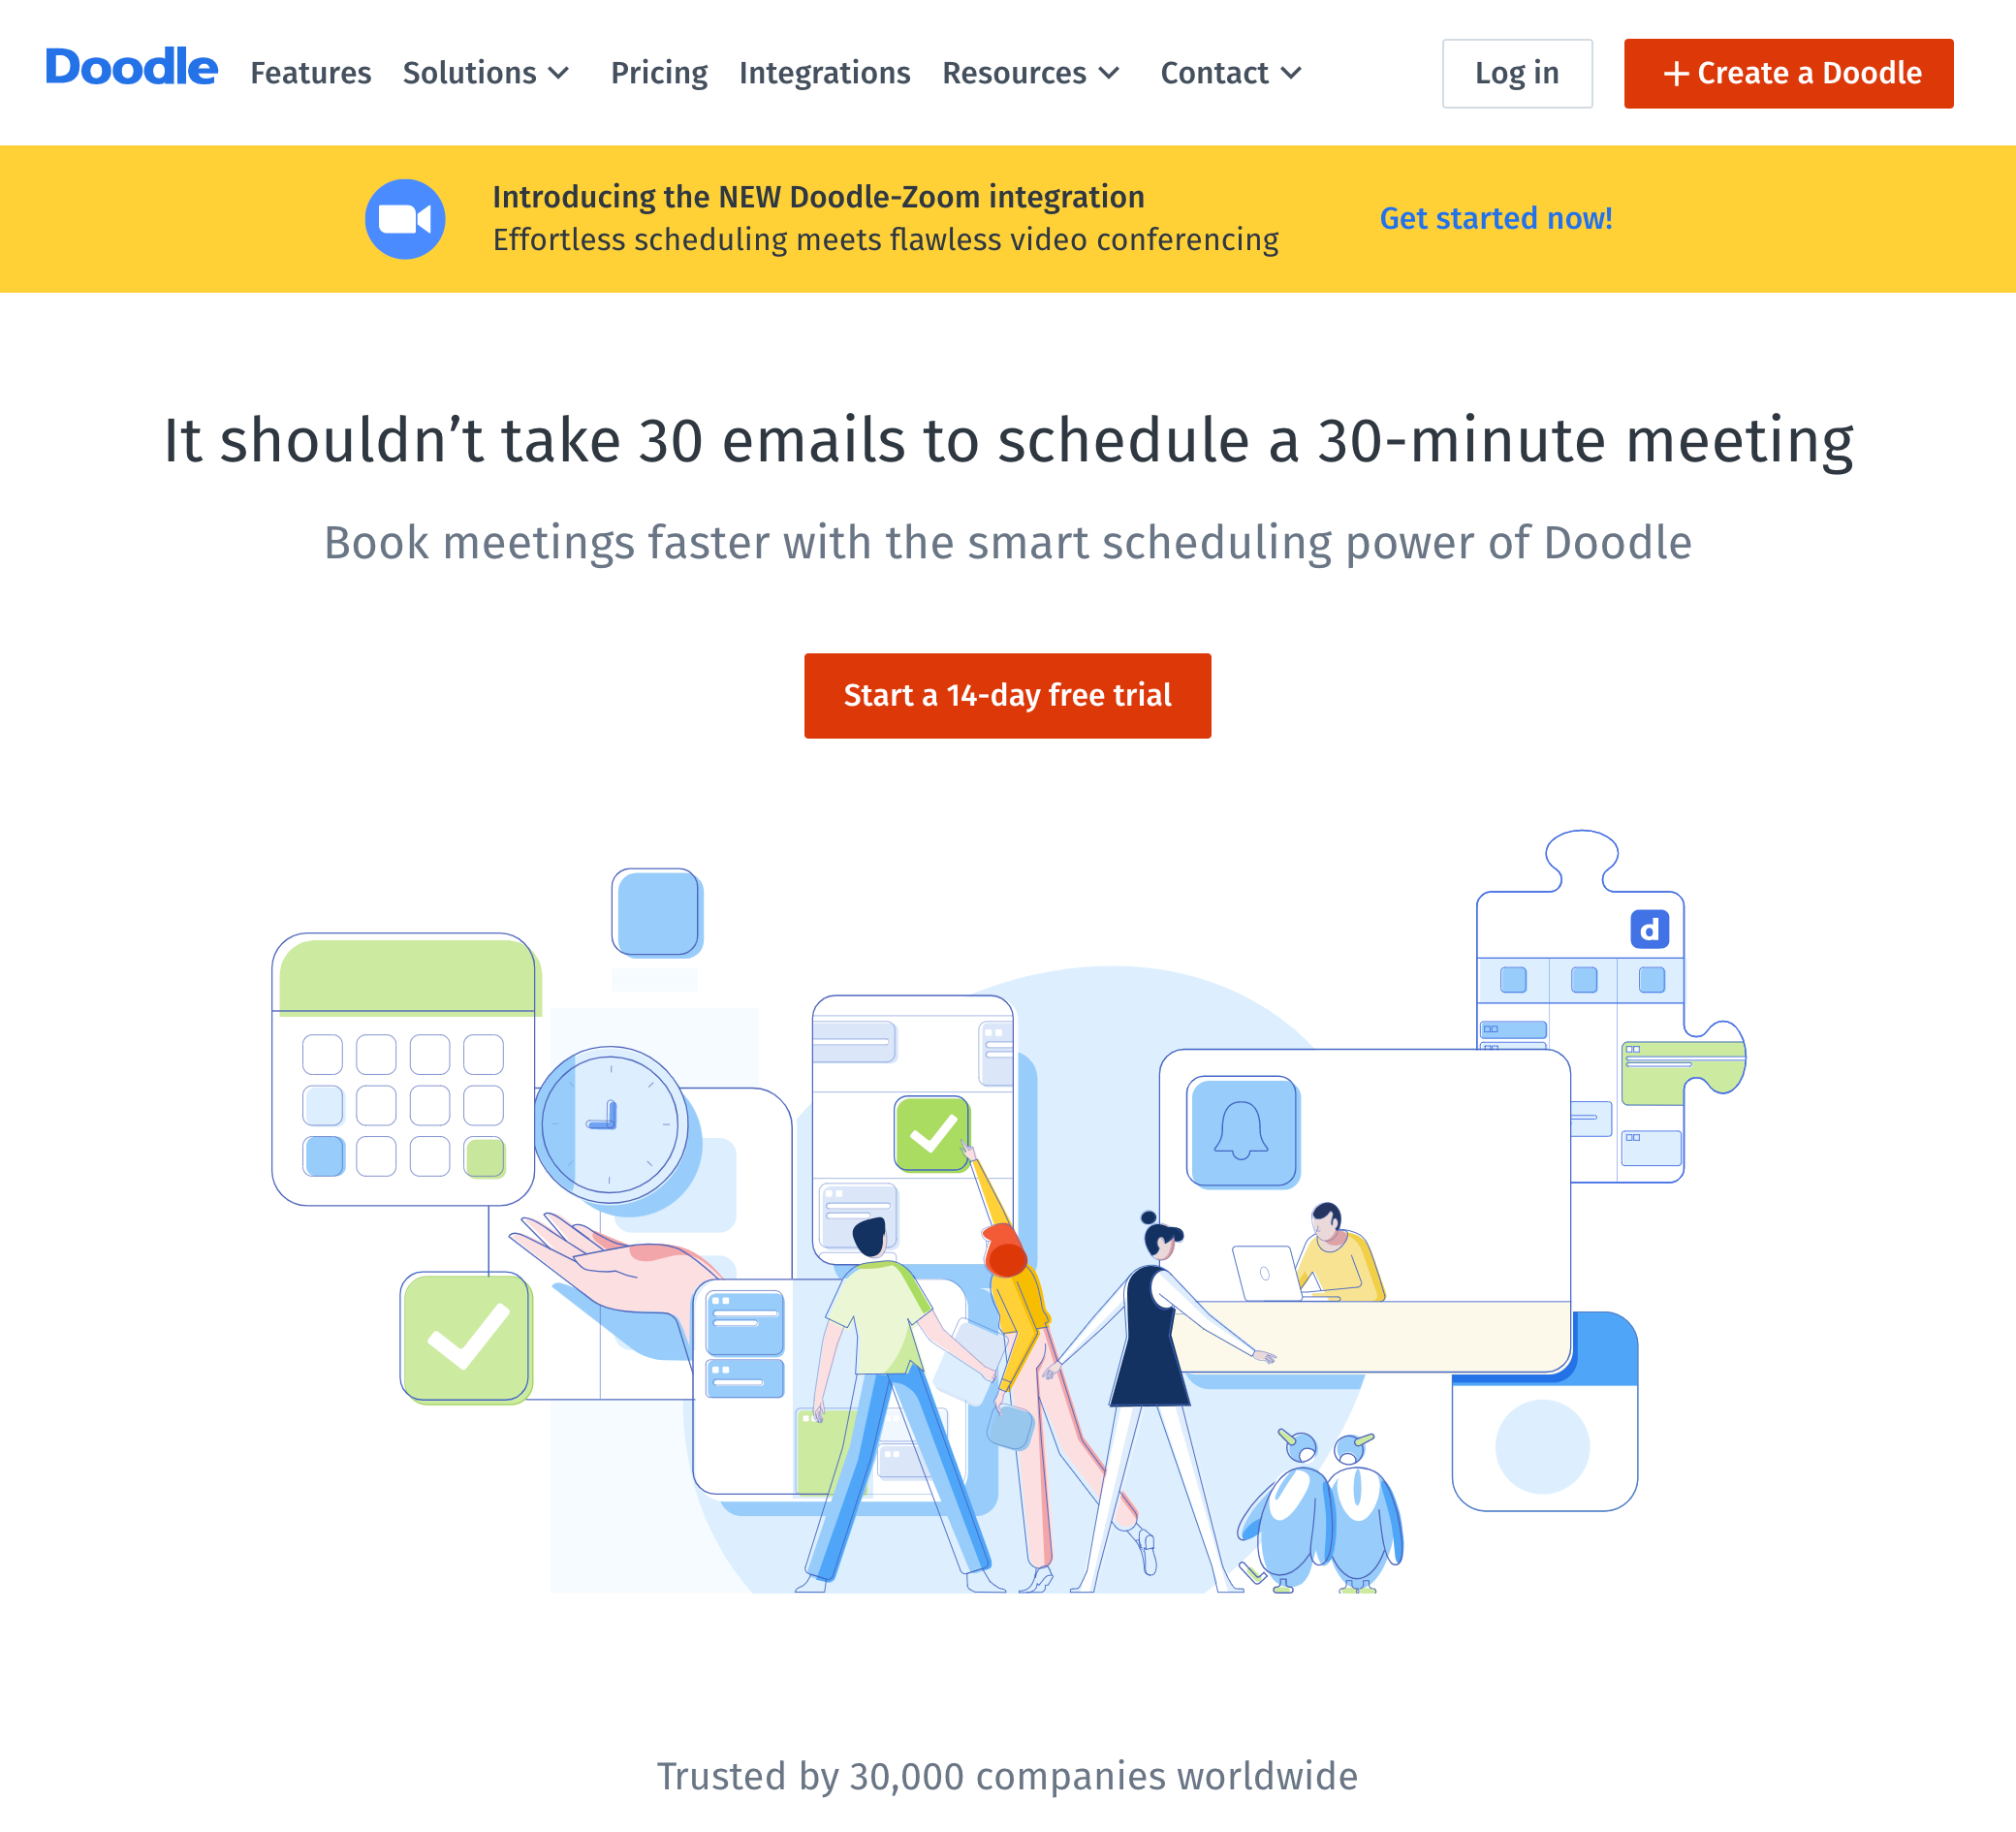 Doodle Features Solutions Pricing Integrations Resources Contact Log in + Create a Doodle
Introducing the NEW Doodle-Zoom integration
Effortless scheduling meets flawless video conferencing
Get started now!
It shouldn’t take 30 emails to schedule a 30-minute meeting
Book meetings faster with the smart scheduling power of Doodle
Start a 14-day free trial
d
Trusted by 30,000 companies worldwide